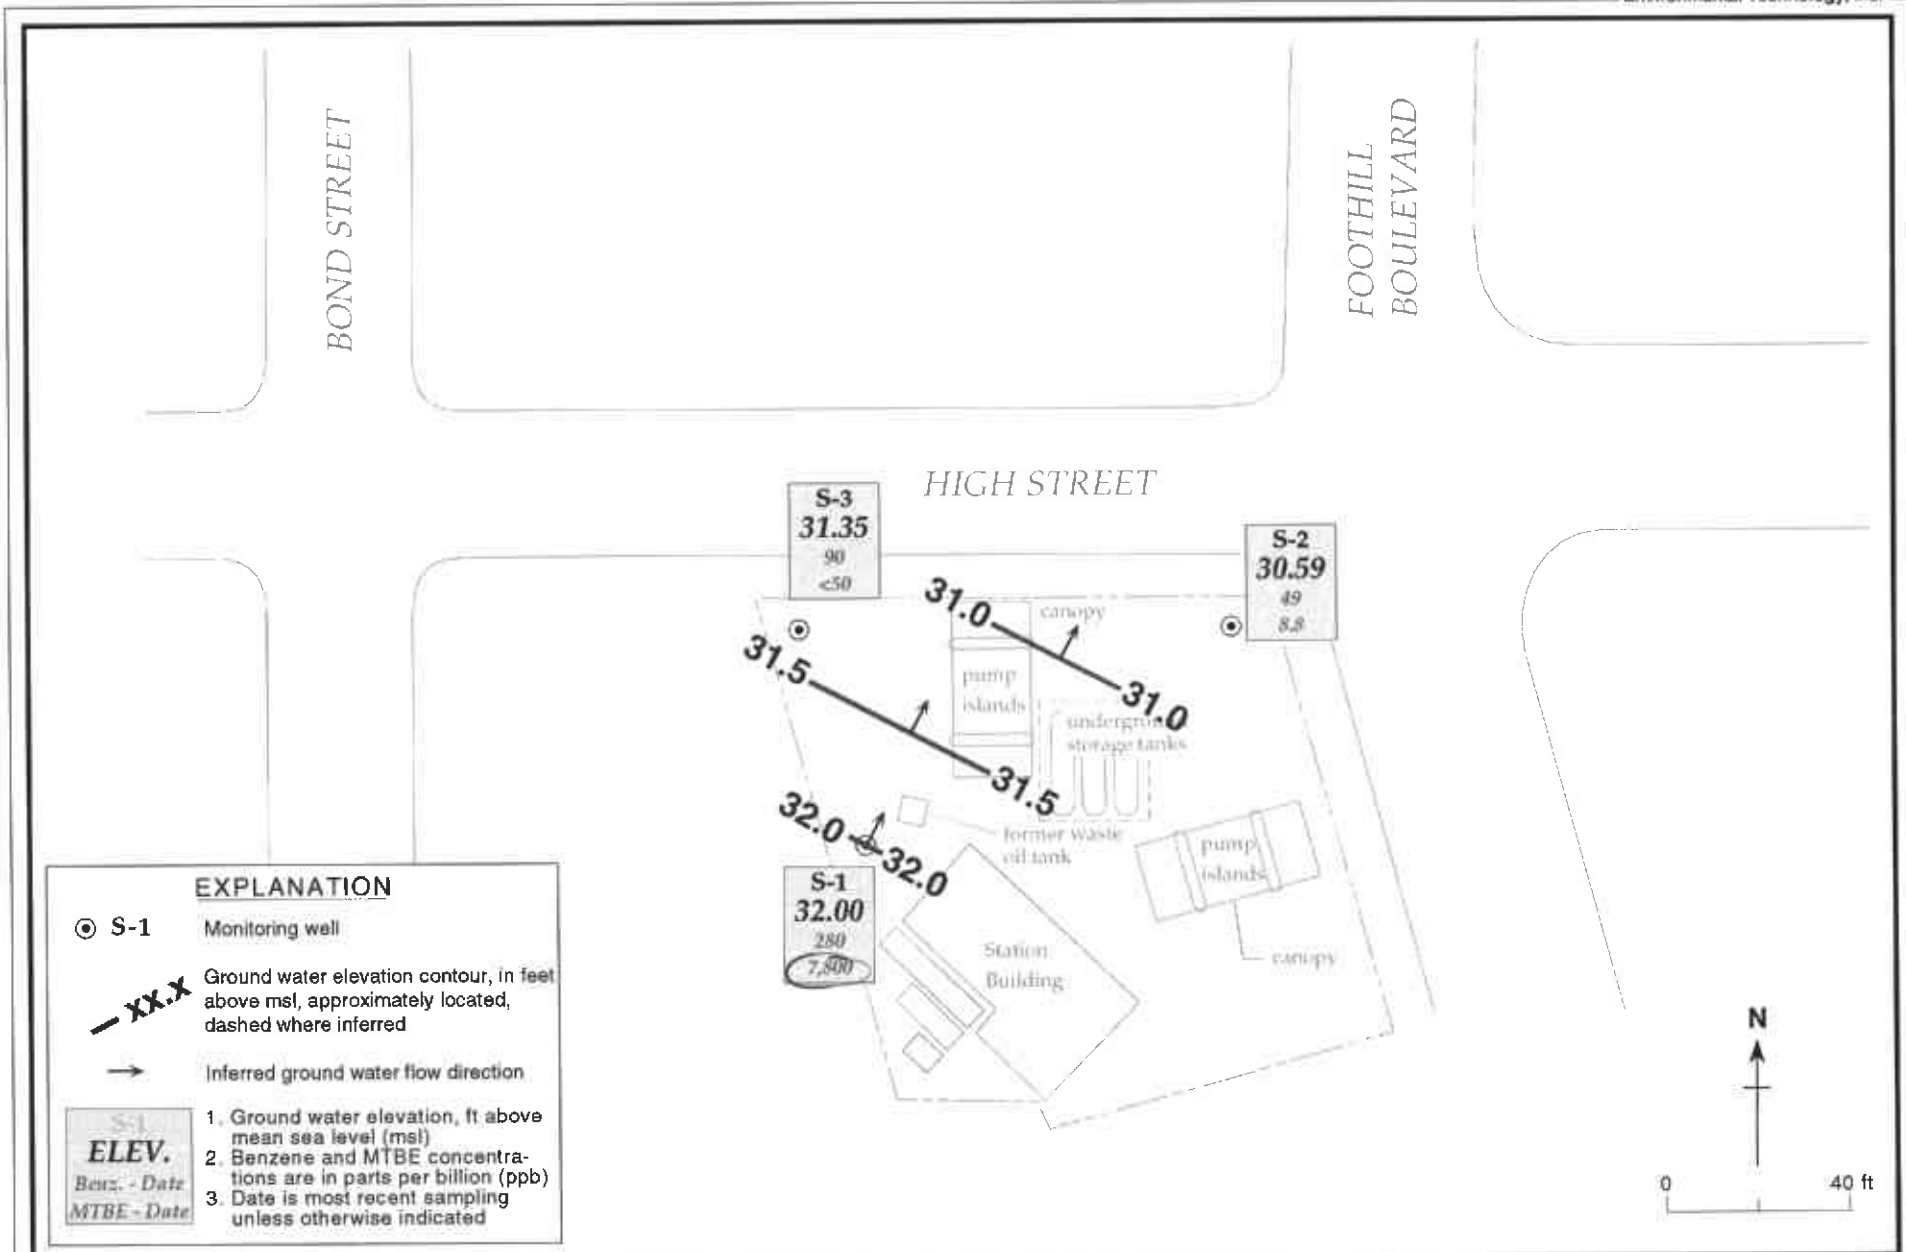 Environmental Technology, Inc.
BOND STREET
FOOTHILL
BOULEVARD
HIGH STREET
S-3
31.35
90
<50
S-2
30.59
49
8.8
31.0
canopy
31.5
pump
islands
31.0
underground
storage tanks
31.5
32.0
former waste
oil tank
32.0
pump
islands
S-1
32.00
280
7,800
Station
Building
canopy
EXPLANATION
S-1 Monitoring well
XX.X Ground water elevation contour, in feet
above msl, approximately located,
dashed where inferred
Inferred ground water flow direction
S-1
ELEV.
Benz. - Date
MTBE - Date
1. Ground water elevation, ft above
mean sea level (msl)
2. Benzene and MTBE concentra-
tions are in parts per billion (ppb)
3. Date is most recent sampling
unless otherwise indicated
N
0 40 ft